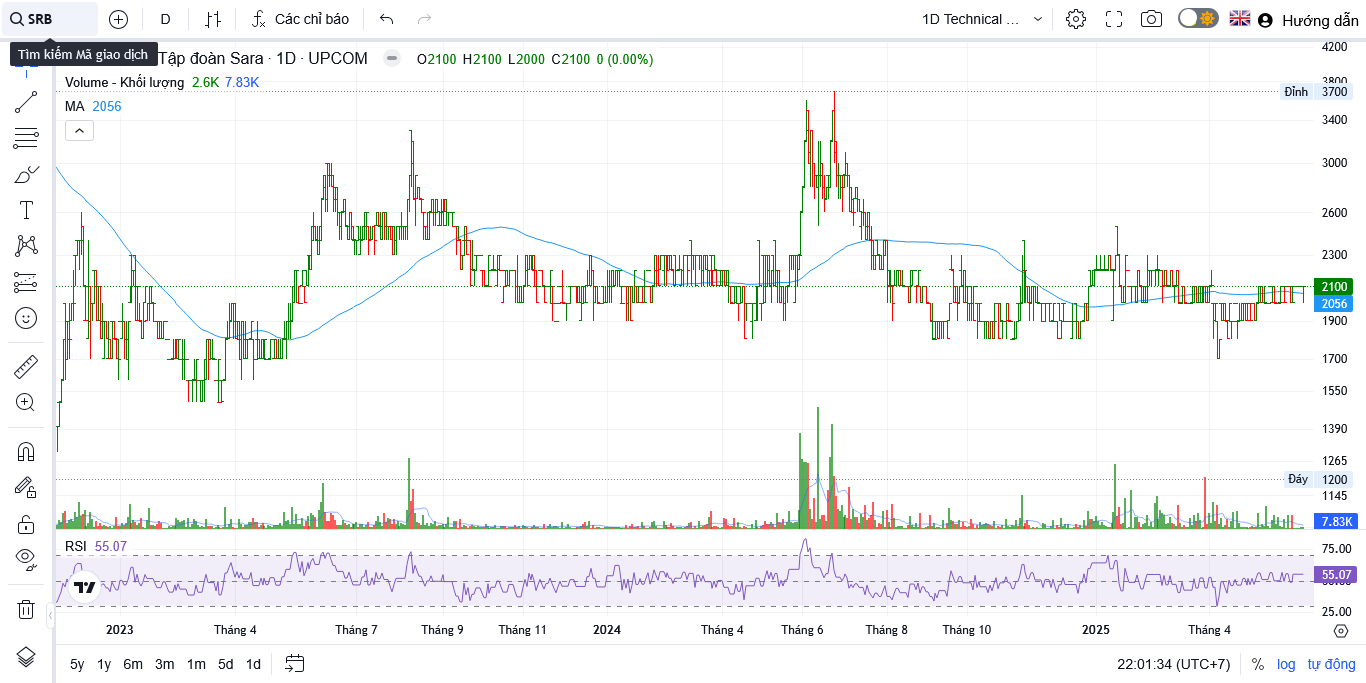 SRB D Các chỉ báo 1D Technical ... Hướng dẫn
Tìm kiếm Mã giao dịch
Tập đoàn Sara · 1D · UPCOM O2100 H2100 L2000 C2100 0 (0.00%)
Volume - Khối lượng 2.6K 7.83K
MA 2056
4200
3800
Đỉnh 3700
3400
3000
2600
2300
2100
2056
1900
1700
1550
1390
1265
Đáy 1200
1145
7.83K
RSI 55.07
75.00
55.07
25.00
2023 Tháng 4 Tháng 7 Tháng 9 Tháng 11 2024 Tháng 4 Tháng 6 Tháng 8 Tháng 10 2025 Tháng 4
5y 1y 6m 3m 1m 5d 1d 22:01:34 (UTC+7) % log tự động